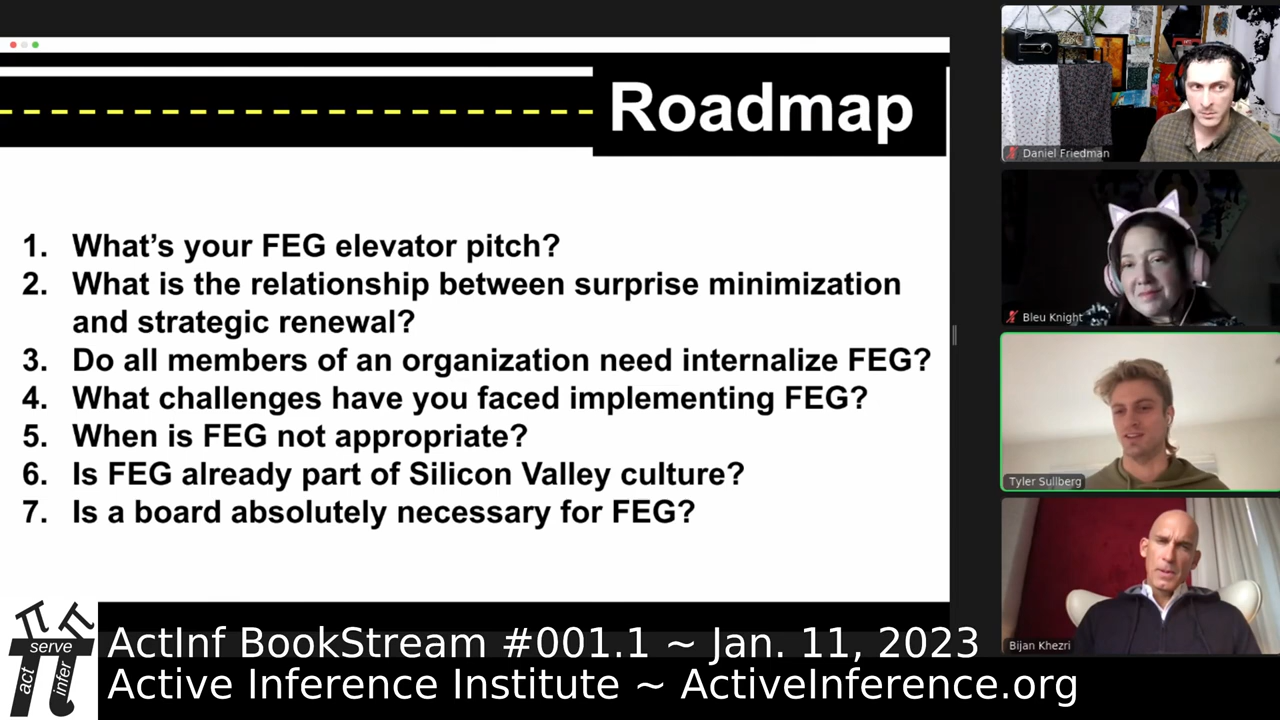 Roadmap
1. What's your FEG elevator pitch?
2. What is the relationship between surprise minimization
and strategic renewal?
3. Do all members of an organization need internalize FEG?
4. What challenges have you faced implementing FEG?
5. When is FEG not appropriate?
6. Is FEG already part of Silicon Valley culture?
7. Is a board absolutely necessary for FEG?
Daniel Friedman
Bleu Knight
Tyler Sullberg
Bijan Khezri
serve
act
infer
ActInf BookStream #001.1 ~ Jan. 11, 2023
Active Inference Institute ~ ActiveInference.org